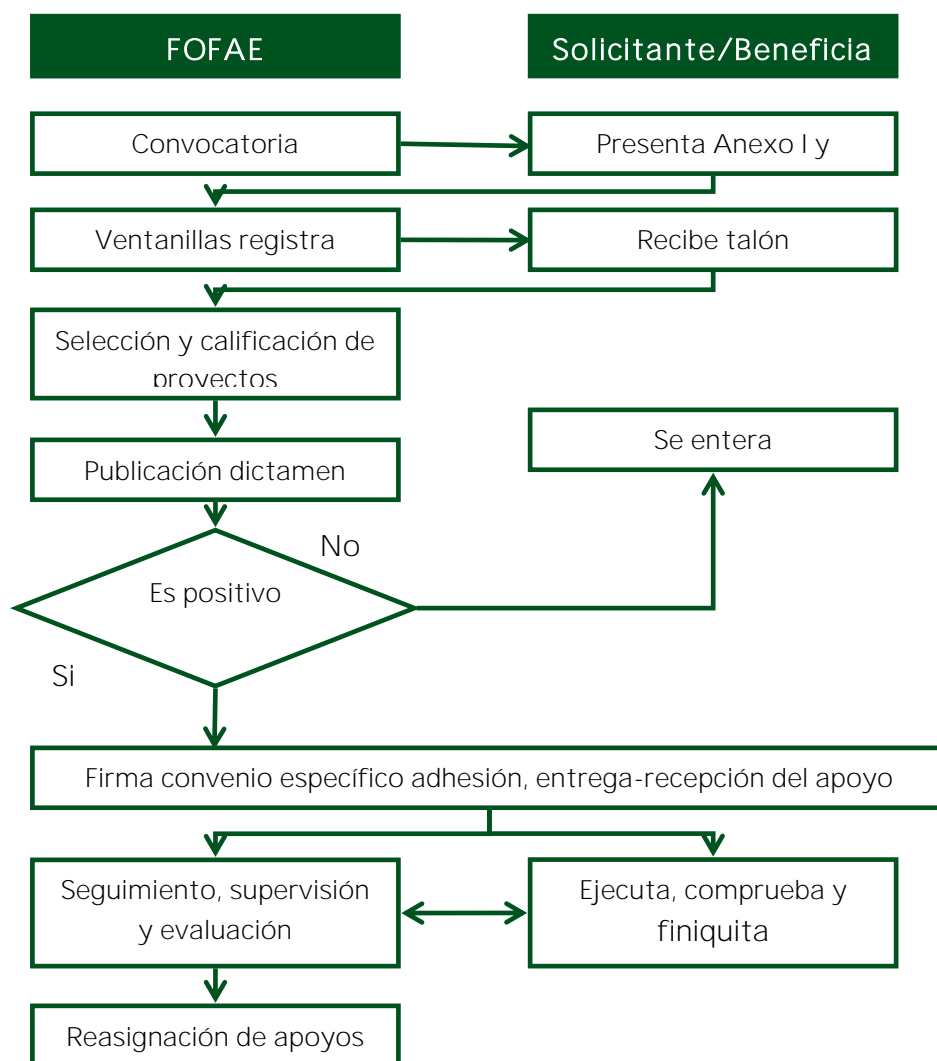 FOFAE
Solicitante/Beneficia
Convocatoria
Presenta Anexo I y
Ventanillas registra
Recibe talón
Selección y calificación de
proyectos
Se entera
Publicación dictamen
No
Es positivo
Si
Firma convenio específico adhesión, entrega-recepción del apoyo
Seguimiento, supervisión
y evaluación
Ejecuta, comprueba y
finiquita
Reasignación de apoyos